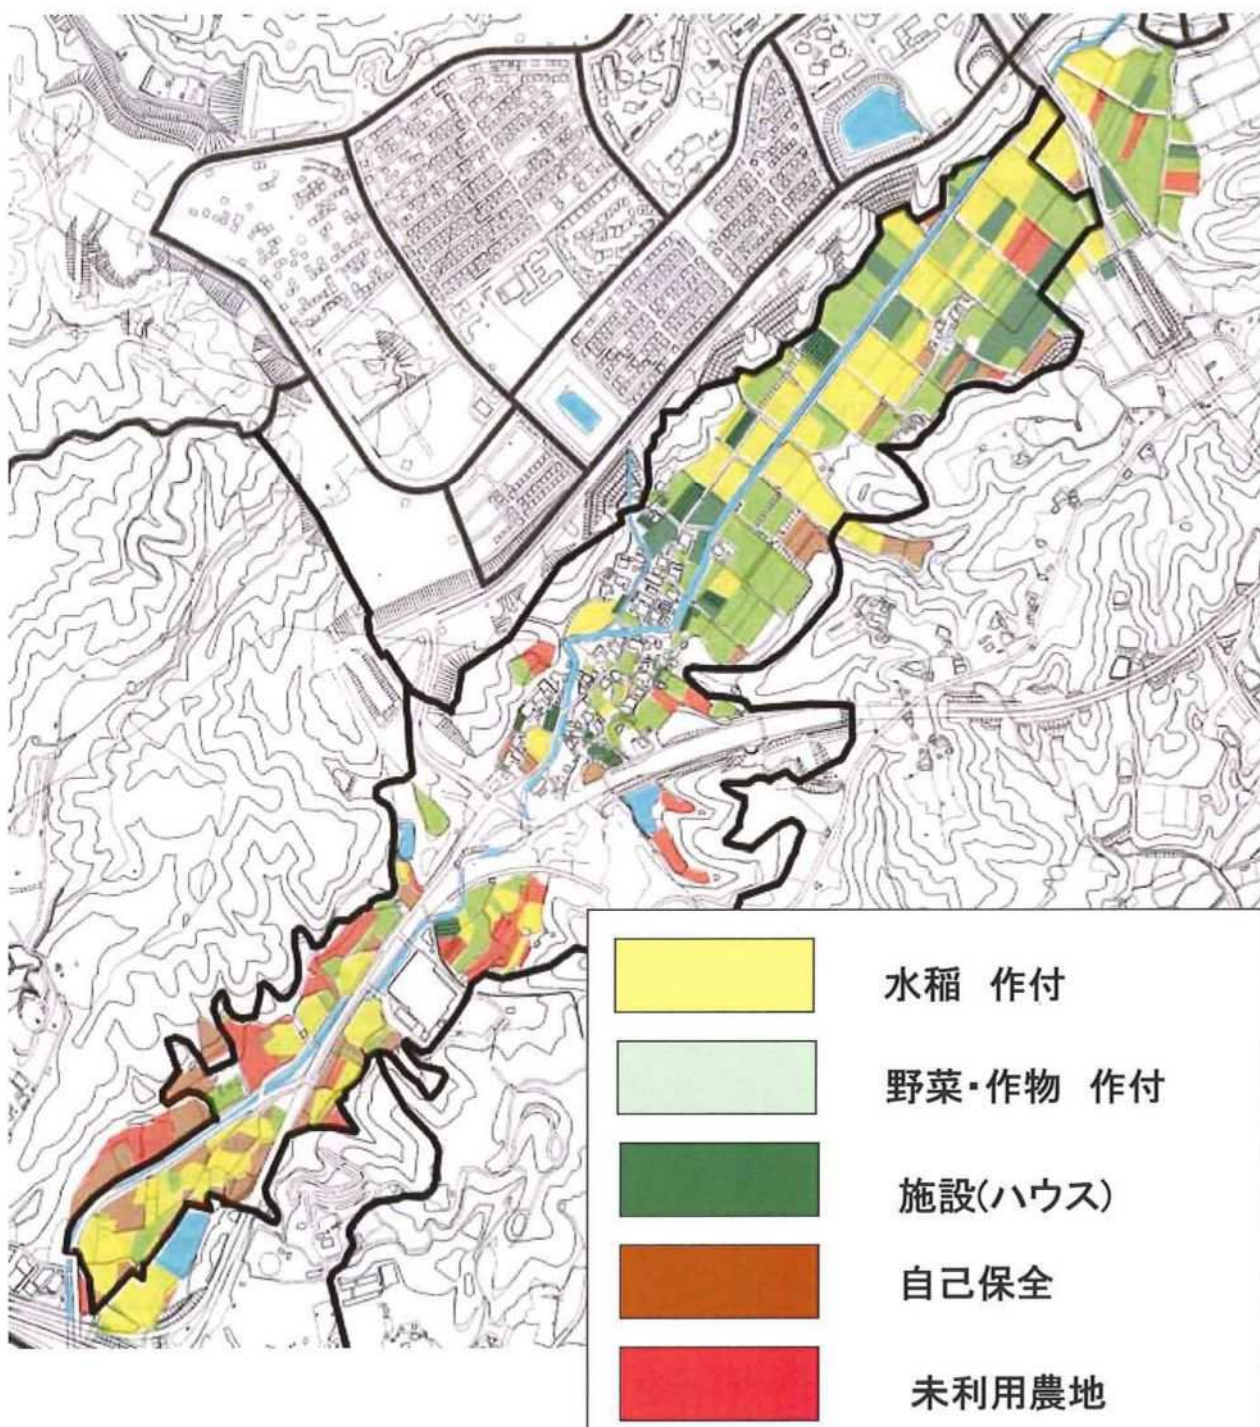 水稲 作付
野菜・作物 作付
施設(ハウス)
自己保全
未利用農地